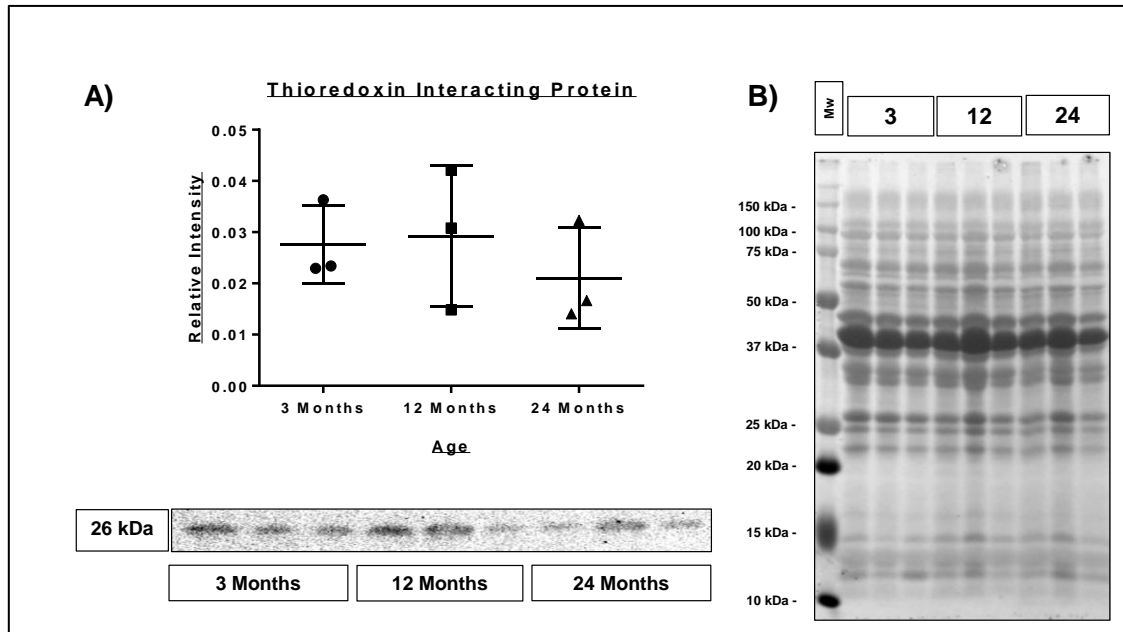 A)
Thioredoxin Interacting Protein
0.05
0.04
0.03
0.02
0.01
0.00
Relative Intensity
3 Months
12 Months
24 Months
Age
26 kDa
3 Months
12 Months
24 Months
B)
Mw
3
12
24
150 kDa -
100 kDa -
75 kDa -
50 kDa -
37 kDa -
25 kDa -
20 kDa -
15 kDa -
10 kDa -